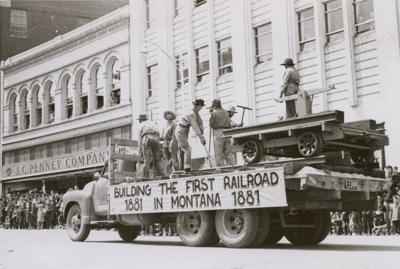 J.C. PENNEY COMPANY
BUILDING THE FIRST RAILROAD
1881 IN MONTANA 1881